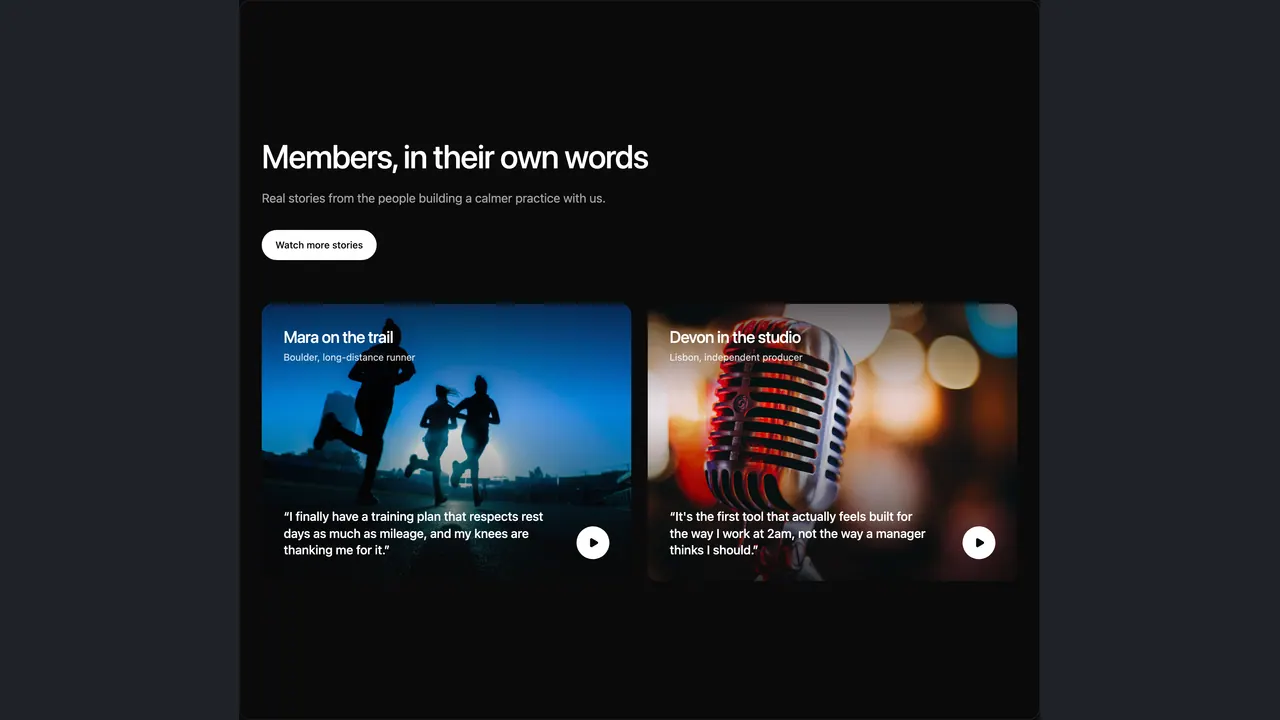 Members, in their own words
Real stories from the people building a calmer practice with us.
Watch more stories
Mara on the trail
Boulder, long-distance runner
“I finally have a training plan that respects rest
days as much as mileage, and my knees are
thanking me for it.”
Devon in the studio
Lisbon, independent producer
“It's the first tool that actually feels built for
the way I work at 2am, not the way a manager
thinks I should.”